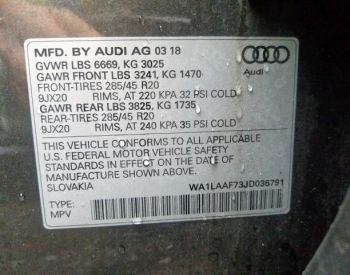 MFD. BY AUDI AG 03 18
GVWR LBS 6669, KG 3025
GAWR FRONT LBS 3241, KG 1470
FRONT-TIRES 285/45 R20
9JX20 RIMS, AT 220 KPA 32 PSI COLD
GAWR REAR LBS 3825, KG 1735
REAR-TIRES 285/45 R20
9JX20 RIMS, AT 240 KPA 35 PSI COLD
Audi
THIS VEHICLE CONFORMS TO ALL APPLICABLE
U.S. FEDERAL MOTOR VEHICLE SAFETY
STANDARDS IN EFFECT ON THE DATE OF
MANUFACTURE SHOWN ABOVE.
SLOVAKIA WA1LAAF73JD036791
TYPE:
MPV